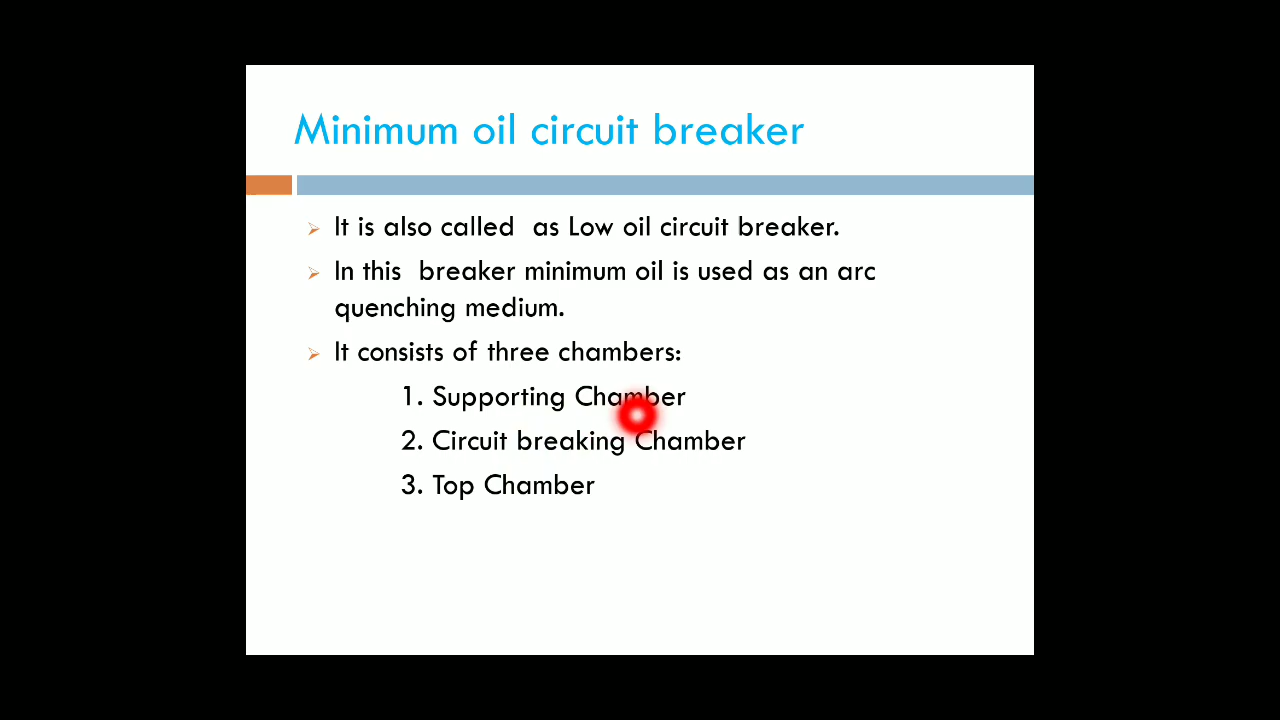 Minimum oil circuit breaker
It is also called as Low oil circuit breaker.
In this breaker minimum oil is used as an arc
quenching medium.
It consists of three chambers:
1. Supporting Chamber
2. Circuit breaking Chamber
3. Top Chamber